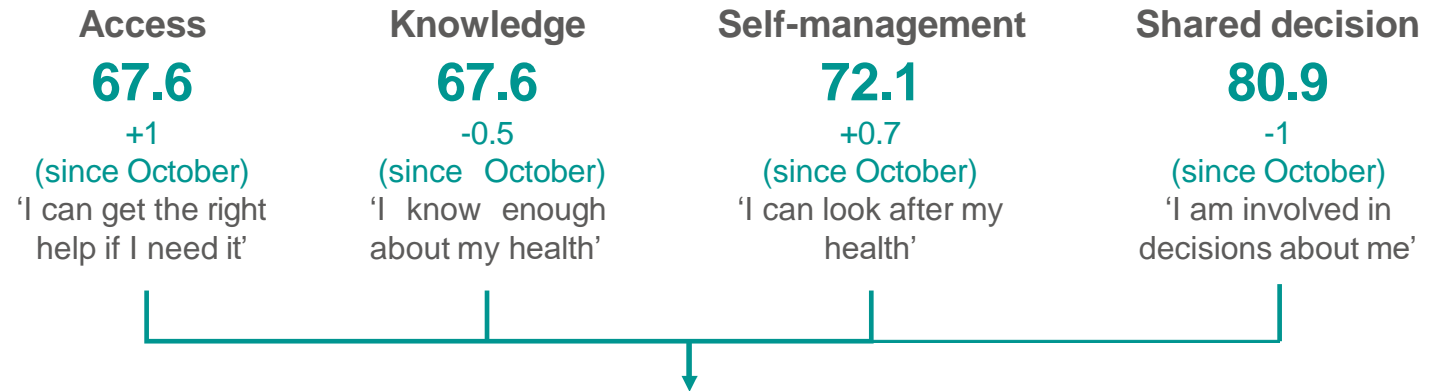 Access
67.6
+1
(since October)
‘I can get the right
help if I need it’
Knowledge
67.6
-0.5
(since October)
‘I know enough
about my health’
Self-management
72.1
+0.7
(since October)
‘I can look after my
health’
Shared decision
80.9
-1
(since October)
‘I am involved in
decisions about me’